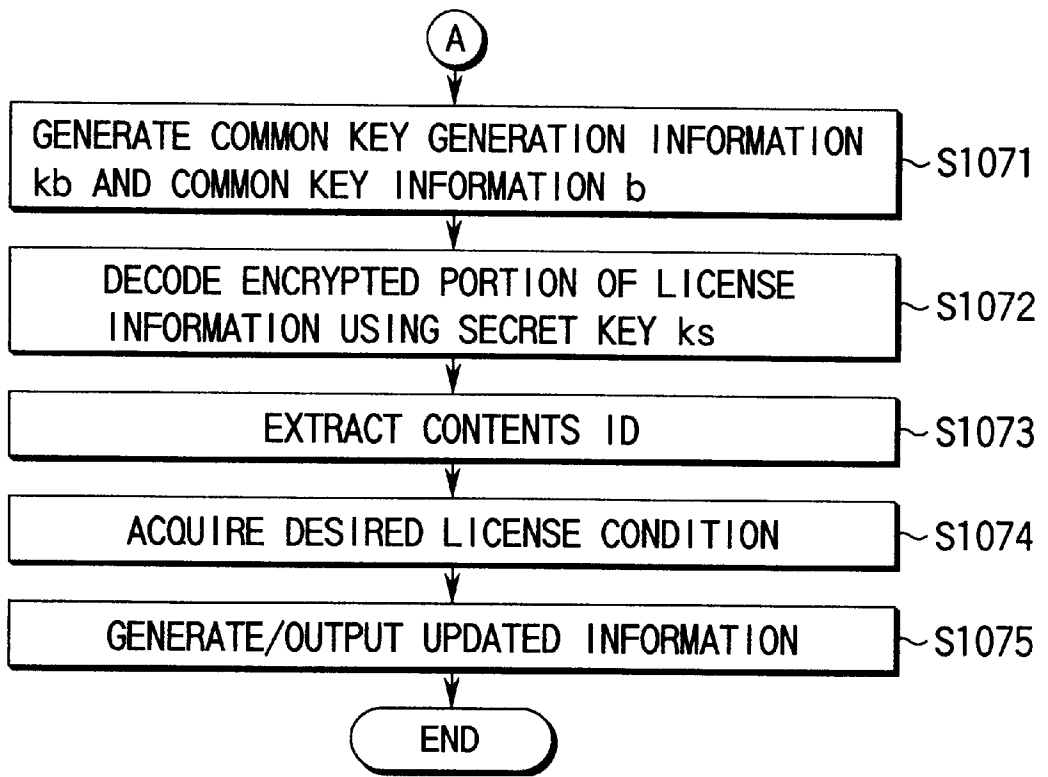 A
GENERATE COMMON KEY GENERATION INFORMATION
kb AND COMMON KEY INFORMATION b
S1071
DECODE ENCRYPTED PORTION OF LICENSE
INFORMATION USING SECRET KEY ks
S1072
EXTRACT CONTENTS ID
S1073
ACQUIRE DESIRED LICENSE CONDITION
S1074
GENERATE/OUTPUT UPDATED INFORMATION
S1075
END